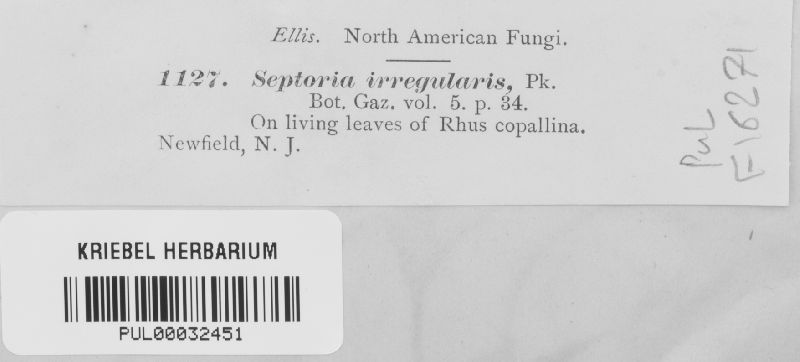 Ellis. North American Fungi.
1127. Septoria irregularis, Pk.
Bot. Gaz. vol. 5. p. 34.
On living leaves of Rhus copallina.
Newfield, N. J.
PUL
F16271
KRIEBEL HERBARIUM
PUL00032451